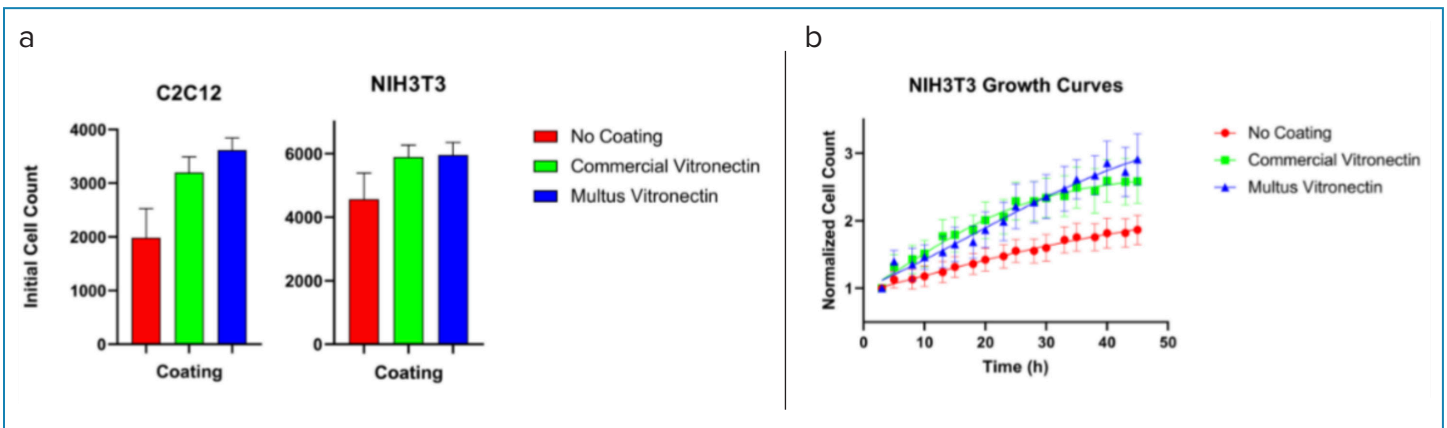 a
C2C12
Initial Cell Count
4000
3000
2000
1000
0
Coating
NIH3T3
6000
4000
2000
0
Coating
No Coating
Commercial Vitronectin
Multus Vitronectin
b
NIH3T3 Growth Curves
Normalized Cell Count
3
2
1
0 10 20 30 40 50
Time (h)
No Coating
Commercial Vitronectin
Multus Vitronectin